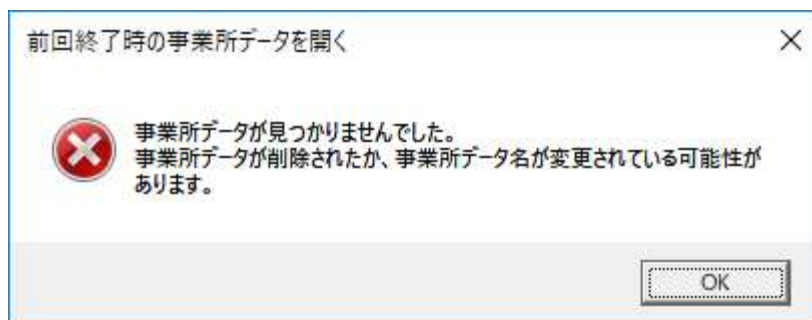 前回終了時の事業所データを開く
事業所データが見つかりませんでした。
事業所データが削除されたか、事業所データ名が変更されている可能性が
あります。
OK